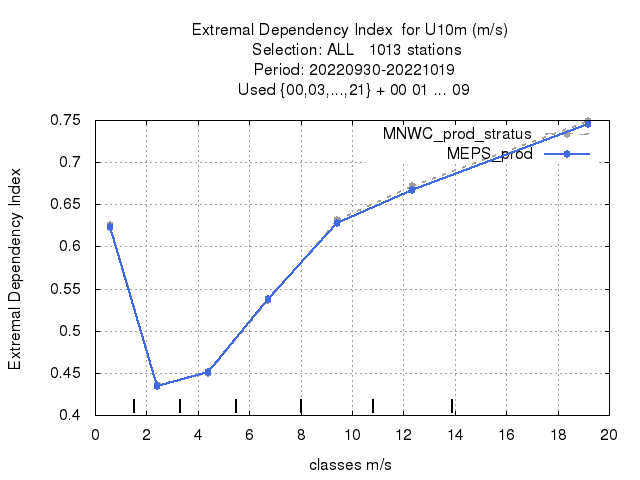 Extremal Dependency Index for U10m (m/s)
Selection: ALL 1013 stations
Period: 20220930-20221019
Used {00,03,...,21} + 00 01 ... 09
MNWC_prod_stratus
MEPS_prod
Extremal Dependency Index
0.75
0.7
0.65
0.6
0.55
0.5
0.45
0.4
0 2 4 6 8 10 12 14 16 18 20
classes m/s